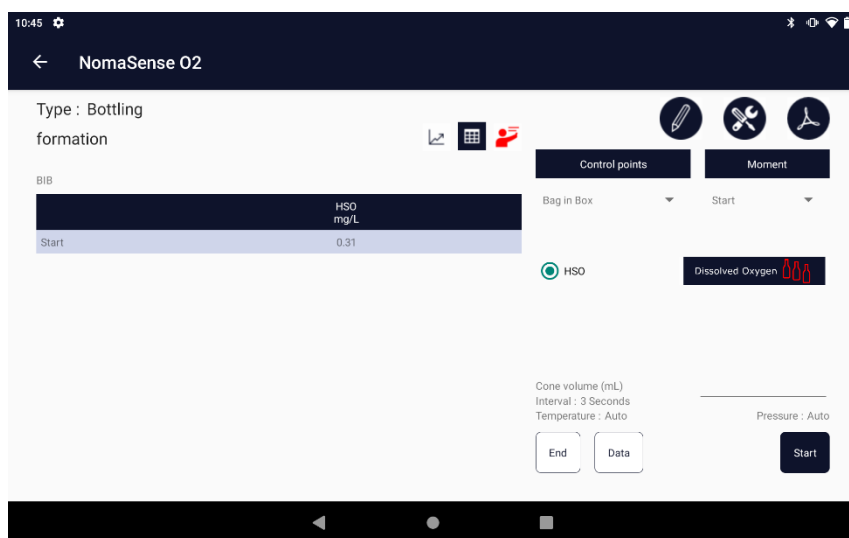 10:45
NomaSense O2
Type : Bottling
formation
BIB
HSO
mg/L
Start 0.31
Control points Moment
Bag in Box Start
HSO Dissolved Oxygen
Cone volume (mL)
Interval : 3 Seconds
Temperature : Auto Pressure : Auto
End Data Start